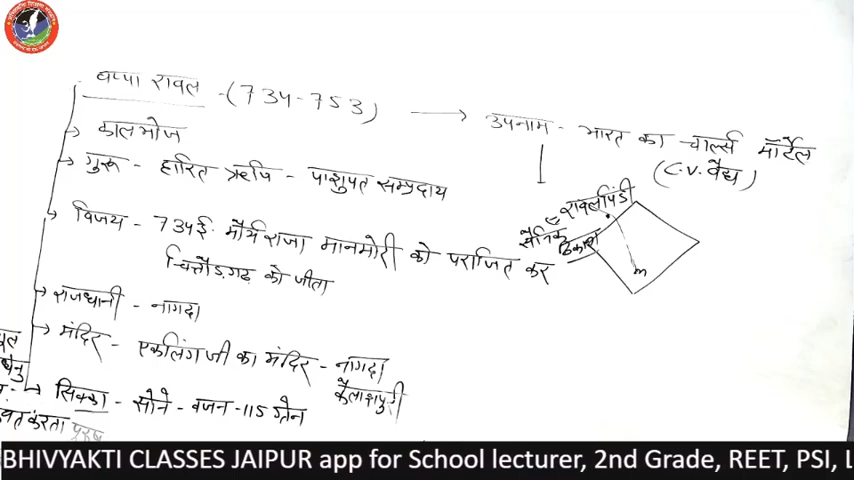 बप्पा रावल -(734-753) → उपनाम - भारत का चार्ल्स मॉर्टेल
(C.V. वैद्य)
→ कालभोज
→ गुरू - हारित ऋषि - पाशुपत सम्प्रदाय
रावलपिंडी
सैनिक ठिकाना
→ विजय - 734ई. मौर्य राजा मानमोरी को पराजित कर
चित्तौड़गढ़ को जीता
→ राजधानी - नागदा
→ मंदिर - एकलिंग जी का मंदिर - नागदा
कैलाशपुरी
→ सिक्का - सोने - वजन - 115 ग्रेन
पुरूष
BHIVYAKTI CLASSES JAIPUR app for School lecturer, 2nd Grade, REET, PSI, L